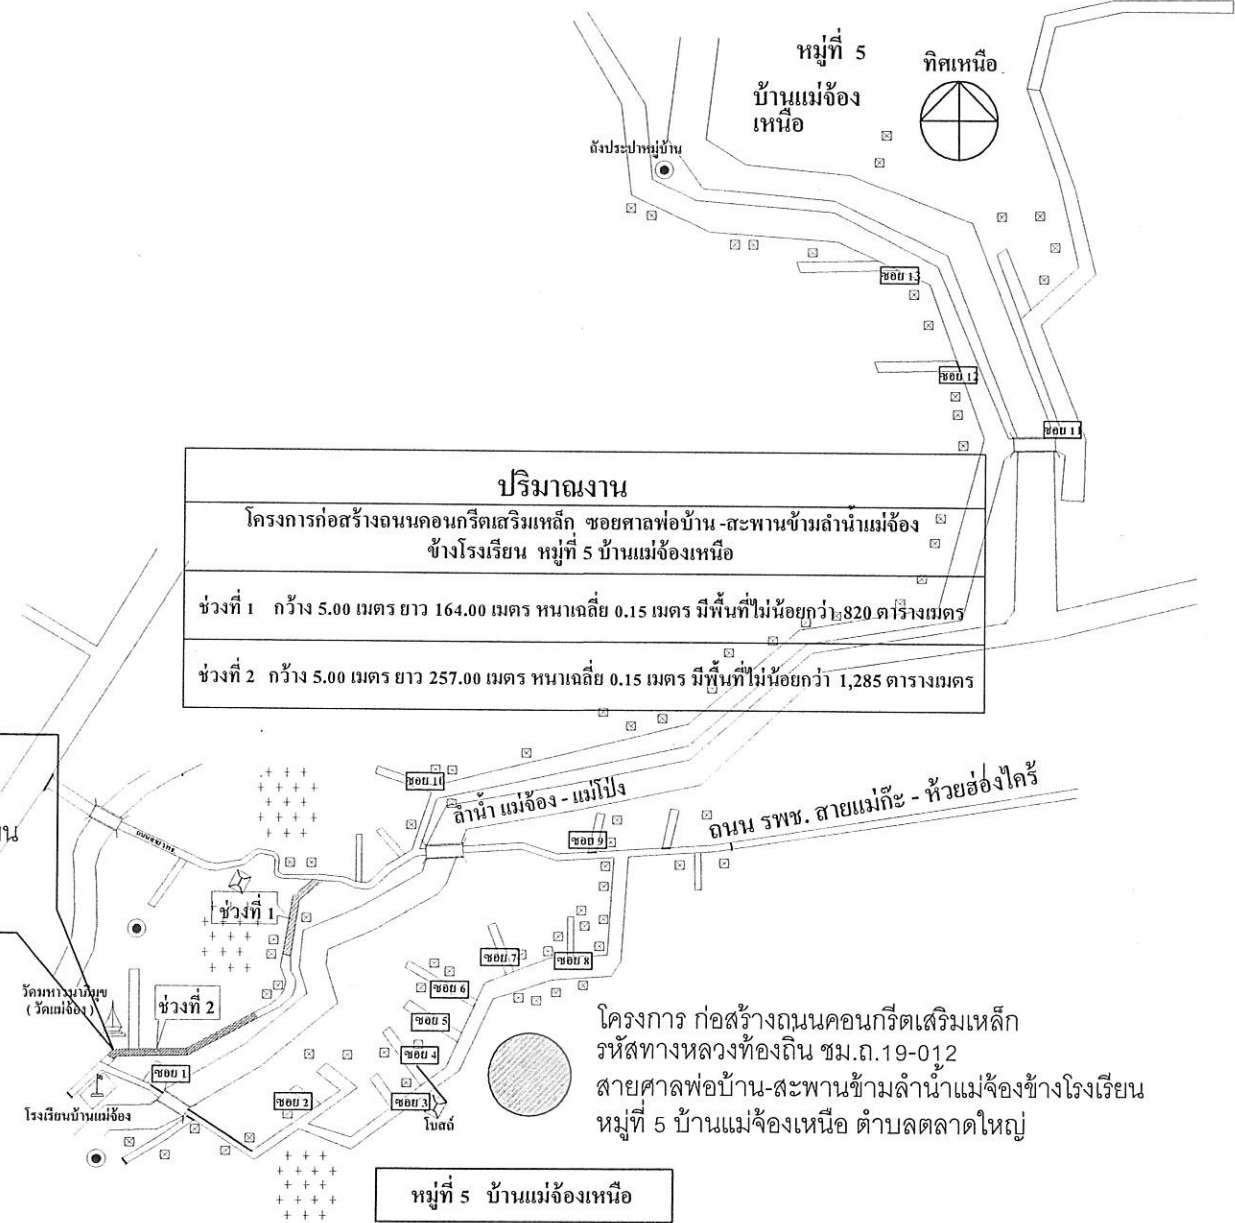 หมู่ที่ 5
บ้านแม่จ้อง
เหนือ
ทิศเหนือ
ถังประปาหมู่บ้าน
ซอย 13
ซอย 12
ซอย 11
ปริมาณงาน
โครงการก่อสร้างถนนคอนกรีตเสริมเหล็ก ซอยศาลพ่อบ้าน -สะพานข้ามลำน้ำแม่จ้อง
ข้างโรงเรียน หมู่ที่ 5 บ้านแม่จ้องเหนือ
ช่วงที่ 1 กว้าง 5.00 เมตร ยาว 164.00 เมตร หนาเฉลี่ย 0.15 เมตร มีพื้นที่ไม่น้อยกว่า 820 ตารางเมตร
ช่วงที่ 2 กว้าง 5.00 เมตร ยาว 257.00 เมตร หนาเฉลี่ย 0.15 เมตร มีพื้นที่ไม่น้อยกว่า 1,285 ตารางเมตร
ซอย 10
ลำน้ำ แม่จ้อง - แม่โป่ง
ถนน รพช. สายแม่ก๊ะ - ห้วยฮ่องไคร้
ซอย 9
ช่วงที่ 1
ซอย 7
ซอย 8
ซอย 6
วัดมหาวนาภิมุข
( วัดแม่จ้อง )
ช่วงที่ 2
ซอย 5
ซอย 4
ซอย 1
ซอย 2
ซอย 3
โบสถ์
โรงเรียนบ้านแม่จ้อง
โครงการ ก่อสร้างถนนคอนกรีตเสริมเหล็ก
รหัสทางหลวงท้องถิ่น ชม.ถ.19-012
สายศาลพ่อบ้าน-สะพานข้ามลำน้ำแม่จ้องข้างโรงเรียน
หมู่ที่ 5 บ้านแม่จ้องเหนือ ตำบลตลาดใหญ่
หมู่ที่ 5 บ้านแม่จ้องเหนือ